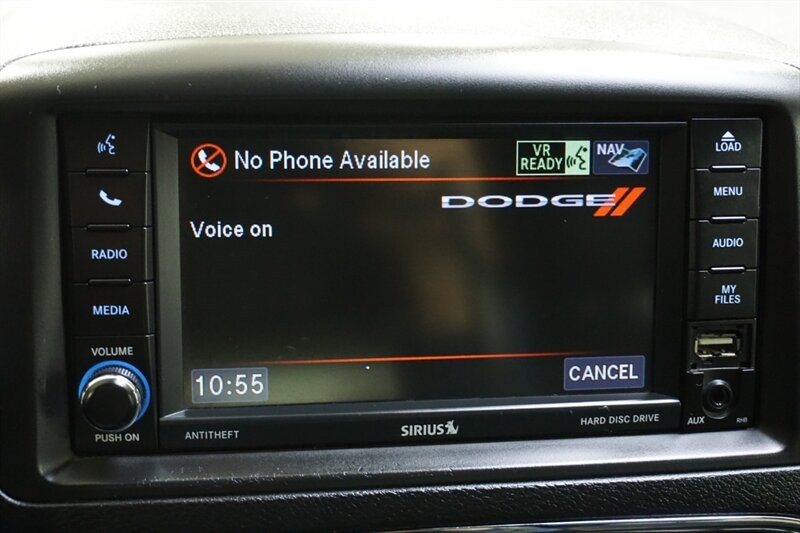 No Phone Available
VR
READY
NAV
DODGE
Voice on
10:55
CANCEL
RADIO
MEDIA
VOLUME
PUSH ON
ANTITHEFT
SIRIUS
HARD DISC DRIVE
LOAD
MENU
AUDIO
MY
FILES
AUX
RHB